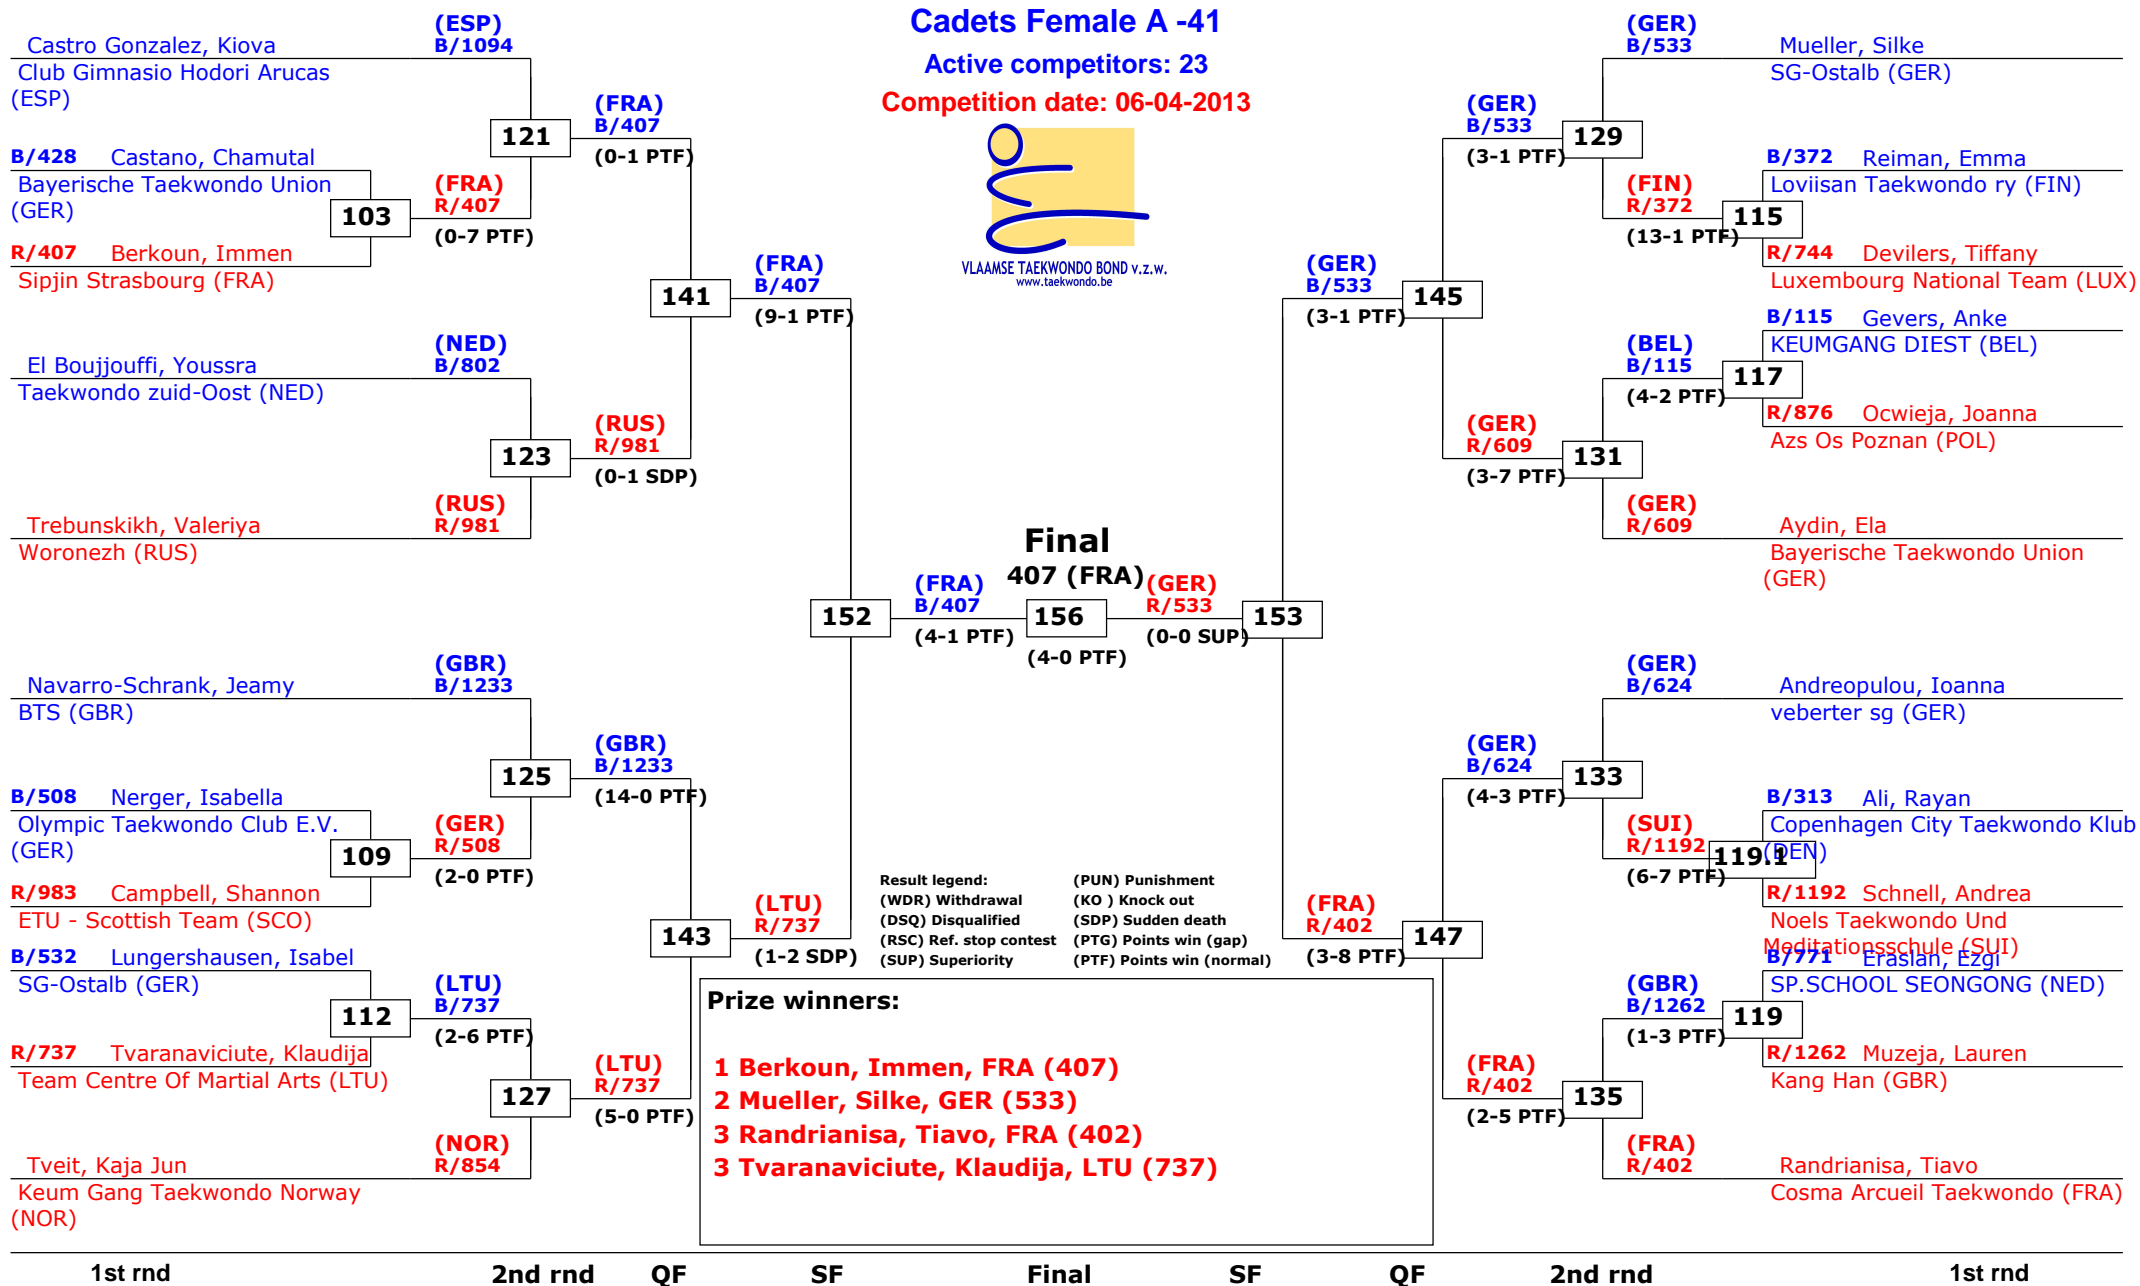 Cadets Female A -41
Active competitors: 23
Competition date: 06-04-2013
VLAAMSE TAEKWONDO BOND v.z.w.
www.taekwondo.be
(ESP)
B/1094
Castro Gonzalez, Kiova
Club Gimnasio Hodori Arucas
(ESP)
121
(FRA)
B/407
(0-1 PTF)
B/428 Castano, Chamutal
Bayerische Taekwondo Union
(GER)
103
(FRA)
R/407
(0-7 PTF)
R/407 Berkoun, Immen
Sipjin Strasbourg (FRA)
141
(FRA)
B/407
(9-1 PTF)
El Boujjouffi, Youssra
Taekwondo zuid-Oost (NED)
(NED)
B/802
123
(RUS)
R/981
(0-1 SDP)
Trebunskikh, Valeriya
Woronezh (RUS)
(RUS)
R/981
152
(FRA)
B/407
(4-1 PTF)
Navarro-Schrank, Jeamy
BTS (GBR)
(GBR)
B/1233
125
(GBR)
B/1233
(14-0 PTF)
B/508 Nerger, Isabella
Olympic Taekwondo Club E.V.
(GER)
109
(GER)
R/508
(2-0 PTF)
R/983 Campbell, Shannon
ETU - Scottish Team (SCO)
143
(LTU)
R/737
(1-2 SDP)
B/532 Lungershausen, Isabel
SG-Ostalb (GER)
112
(LTU)
B/737
(2-6 PTF)
R/737 Tvaranaviciute, Klaudija
Team Centre Of Martial Arts (LTU)
127
(LTU)
R/737
(5-0 PTF)
Tveit, Kaja Jun
Keum Gang Taekwondo Norway
(NOR)
(NOR)
R/854
Final
407 (FRA)
156
(4-0 PTF)
(GER)
R/533
(0-0 SUP)
153
(GER)
B/533
Mueller, Silke
SG-Ostalb (GER)
129
(GER)
B/533
(3-1 PTF)
B/372 Reiman, Emma
Loviisan Taekwondo ry (FIN)
(FIN)
R/372
(13-1 PTF)
115
R/744 Devilers, Tiffany
Luxembourg National Team (LUX)
(GER)
B/533
(3-1 PTF)
145
B/115 Gevers, Anke
KEUMGANG DIEST (BEL)
(BEL)
B/115
(4-2 PTF)
117
R/876 Ocwieja, Joanna
Azs Os Poznan (POL)
(GER)
R/609
(3-7 PTF)
131
(GER)
R/609
Aydin, Ela
Bayerische Taekwondo Union
(GER)
(GER)
B/624
Andreopulou, Ioanna
veberter sg (GER)
(GER)
B/624
(4-3 PTF)
133
B/313 Ali, Rayan
Copenhagen City Taekwondo Klub
(DEN)
(SUI)
R/1192
(6-7 PTF)
119.1
R/1192 Schnell, Andrea
Noels Taekwondo Und
Meditationsschule (SUI)
(FRA)
R/402
(3-8 PTF)
147
B/771 Eraslan, Ezgi
SP.SCHOOL SEONGONG (NED)
(GBR)
B/1262
(1-3 PTF)
119
R/1262 Muzeja, Lauren
Kang Han (GBR)
(FRA)
R/402
(2-5 PTF)
135
(FRA)
R/402
Randrianisa, Tiavo
Cosma Arcueil Taekwondo (FRA)
Result legend:
(WDR) Withdrawal
(DSQ) Disqualified
(RSC) Ref. stop contest
(SUP) Superiority
(PUN) Punishment
(KO ) Knock out
(SDP) Sudden death
(PTG) Points win (gap)
(PTF) Points win (normal)
Prize winners:
1 Berkoun, Immen, FRA (407)
2 Mueller, Silke, GER (533)
3 Randrianisa, Tiavo, FRA (402)
3 Tvaranaviciute, Klaudija, LTU (737)
1st rnd 2nd rnd QF SF Final SF QF 2nd rnd 1st rnd